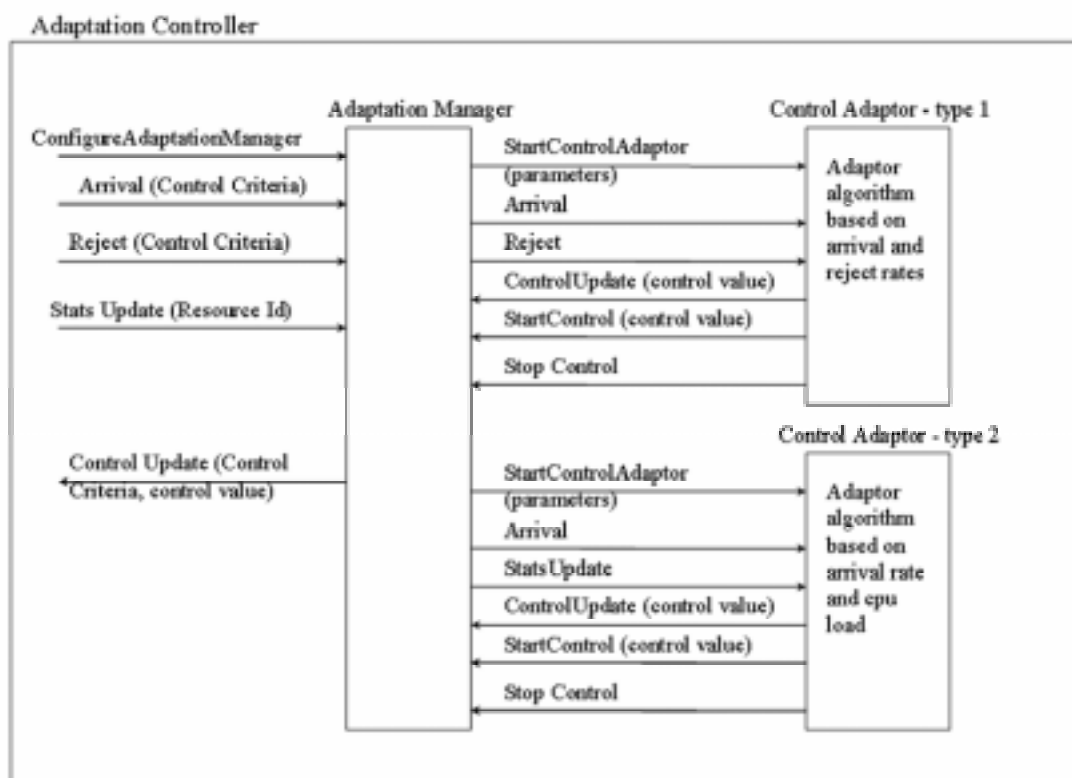 Adaptation Controller
Adaptation Manager
Control Adaptor - type 1
ConfigureAdaptationManager
Arrival (Control Criteria)
Reject (Control Criteria)
Stats Update (Resource Id)
Control Update (Control
Criteria, control value)
StartControlAdaptor
(parameters)
Arrival
Reject
ControlUpdate (control value)
StartControl (control value)
Stop Control
Adaptor
algorithm
based on
arrival and
reject rates
Control Adaptor - type 2
StartControlAdaptor
(parameters)
Arrival
StatsUpdate
ControlUpdate (control value)
StartControl (control value)
Stop Control
Adaptor
algorithm
based on
arrival rate
and cpu
load